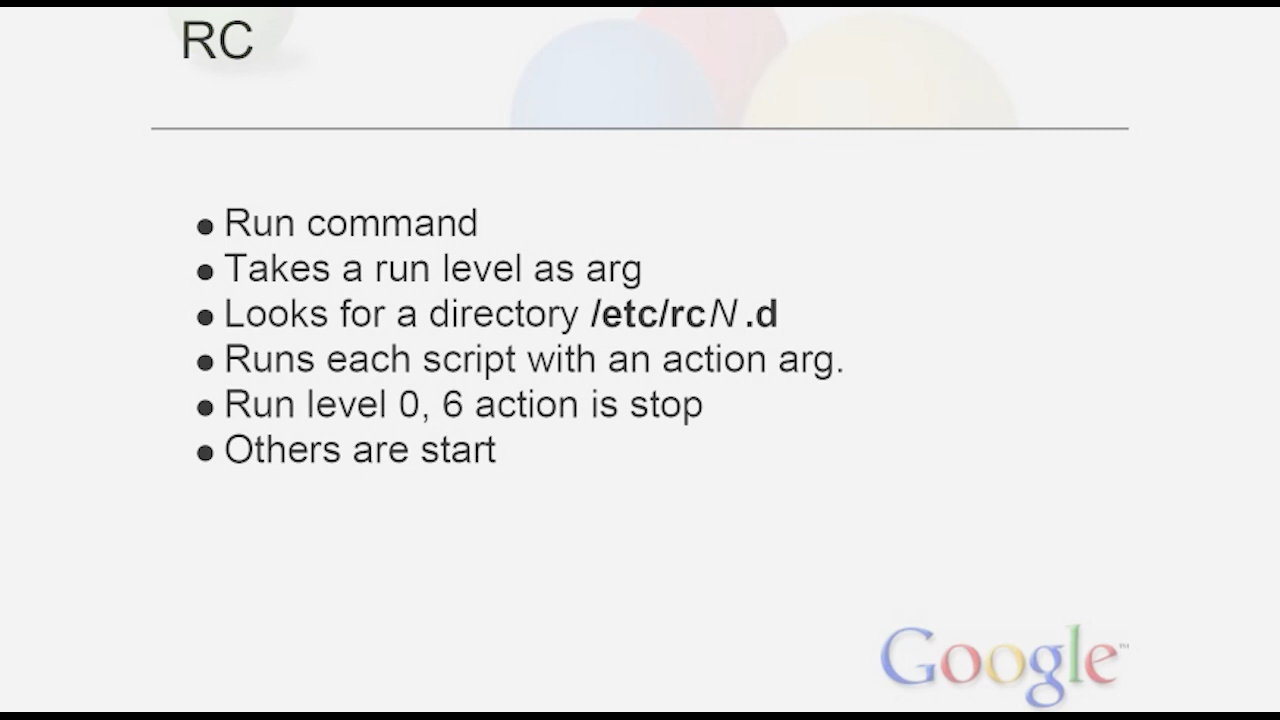 RC
● Run command
● Takes a run level as arg
● Looks for a directory /etc/rcN .d
● Runs each script with an action arg.
● Run level 0, 6 action is stop
● Others are start
Google™